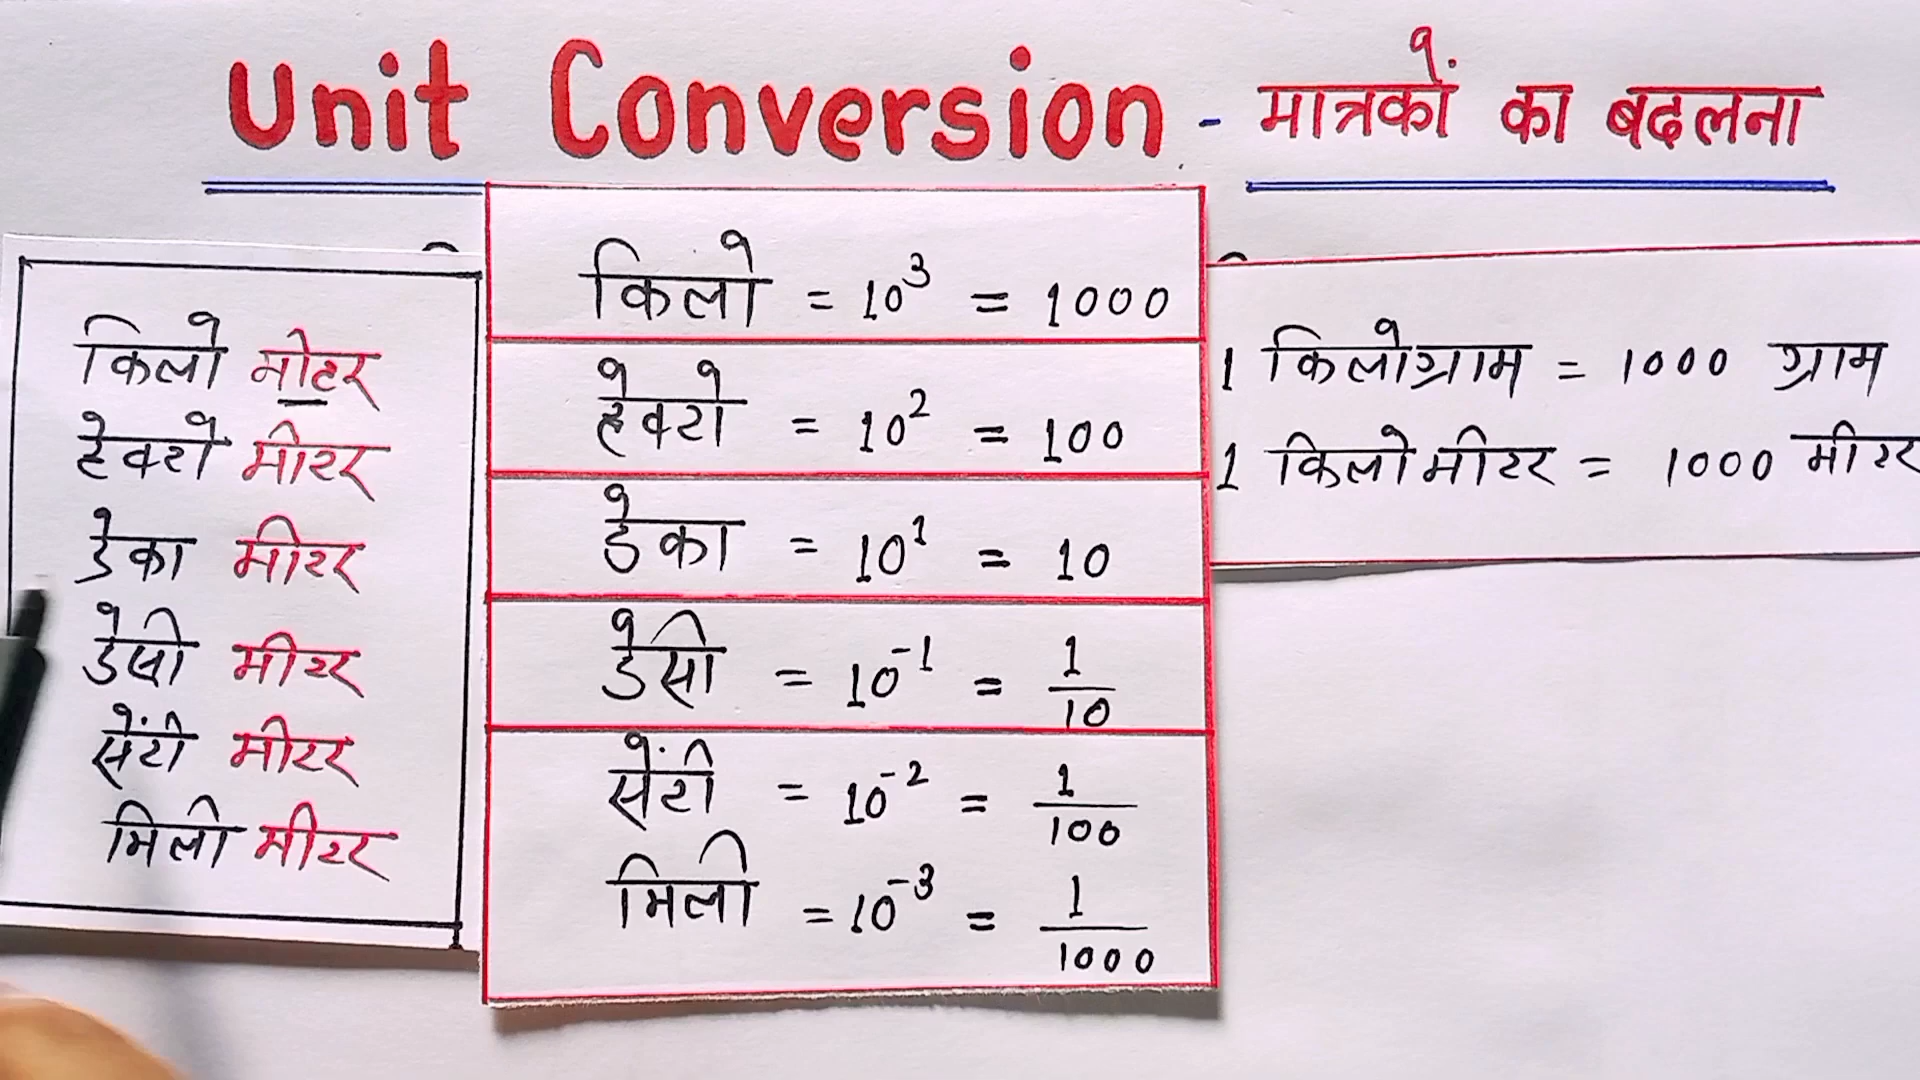 Unit Conversion - मात्रकों का बदलना
किलो मीटर
हेक्टो मीटर
डेका मीटर
डेसी मीटर
सेंटी मीटर
मिली मीटर
किलो = 10³ = 1000
हेक्टो = 10² = 100
डेका = 10¹ = 10
डेसी = 10⁻¹ = 1/10
सेंटी = 10⁻² = 1/100
मिली = 10⁻³ = 1/1000
1 किलोग्राम = 1000 ग्राम
1 किलोमीटर = 1000 मीटर